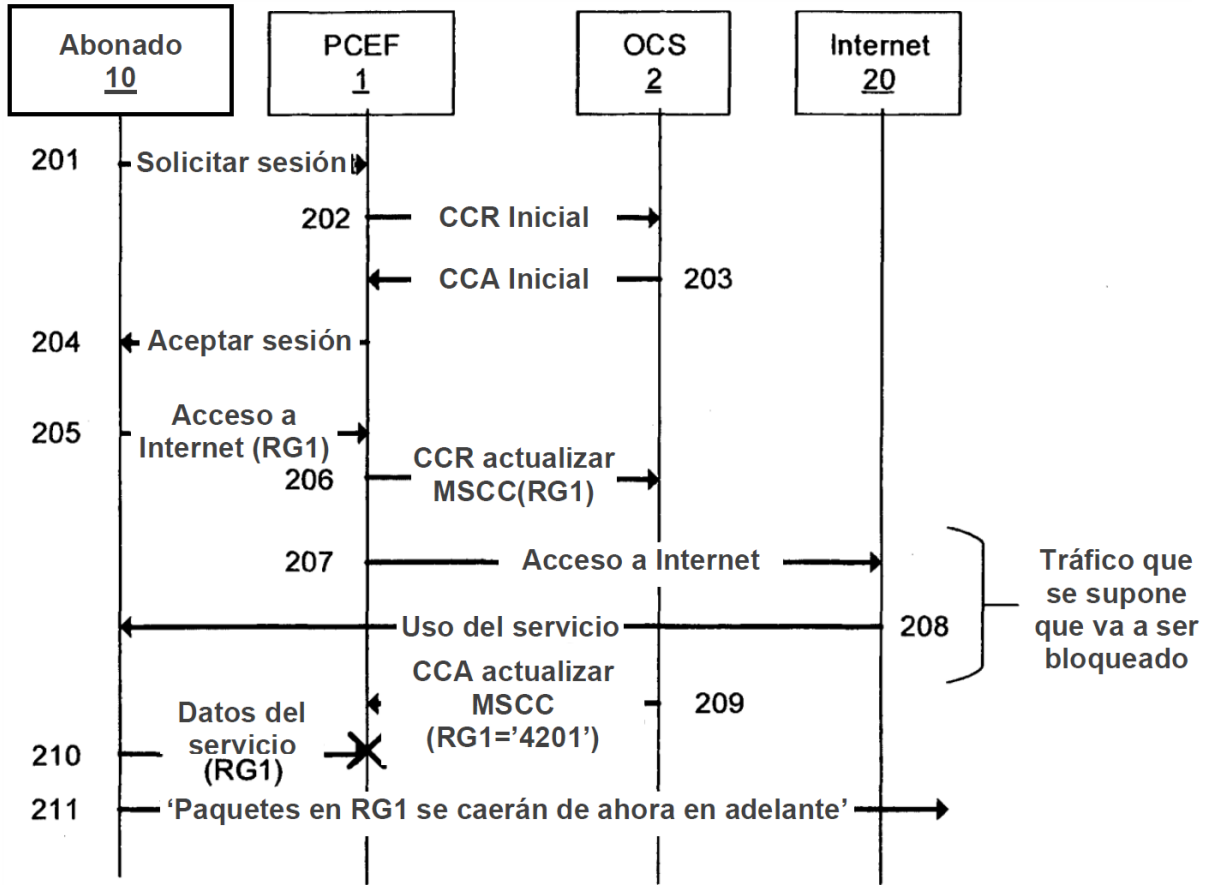 Abonado
10
PCEF
1
OCS
2
Internet
20
201
Solicitar sesión
202
CCR Inicial
CCA Inicial
203
204
Aceptar sesión
205
Acceso a
Internet (RG1)
206
CCR actualizar
MSCC(RG1)
207
Acceso a Internet
Uso del servicio
208
Tráfico que
se supone
que va a ser
bloqueado
CCA actualizar
MSCC
(RG1='4201')
209
210
Datos del
servicio
(RG1)
211
‘Paquetes en RG1 se caerán de ahora en adelante’